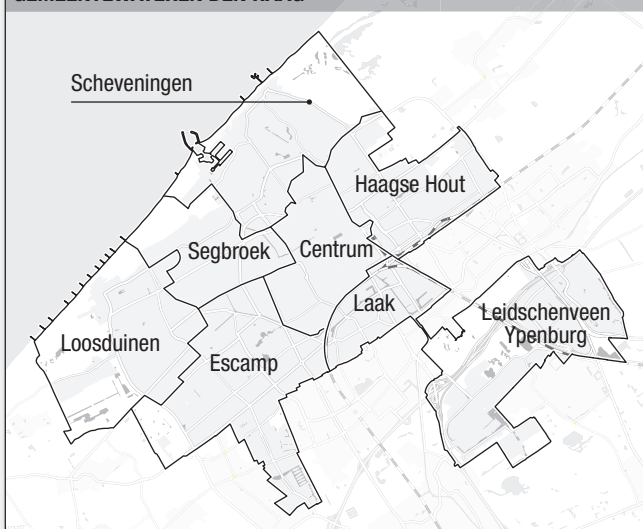 Scheveningen
Haagse Hout
Segbroek
Centrum
Laak
Leidschenveen
Ypenburg
Loosduinen
Escamp